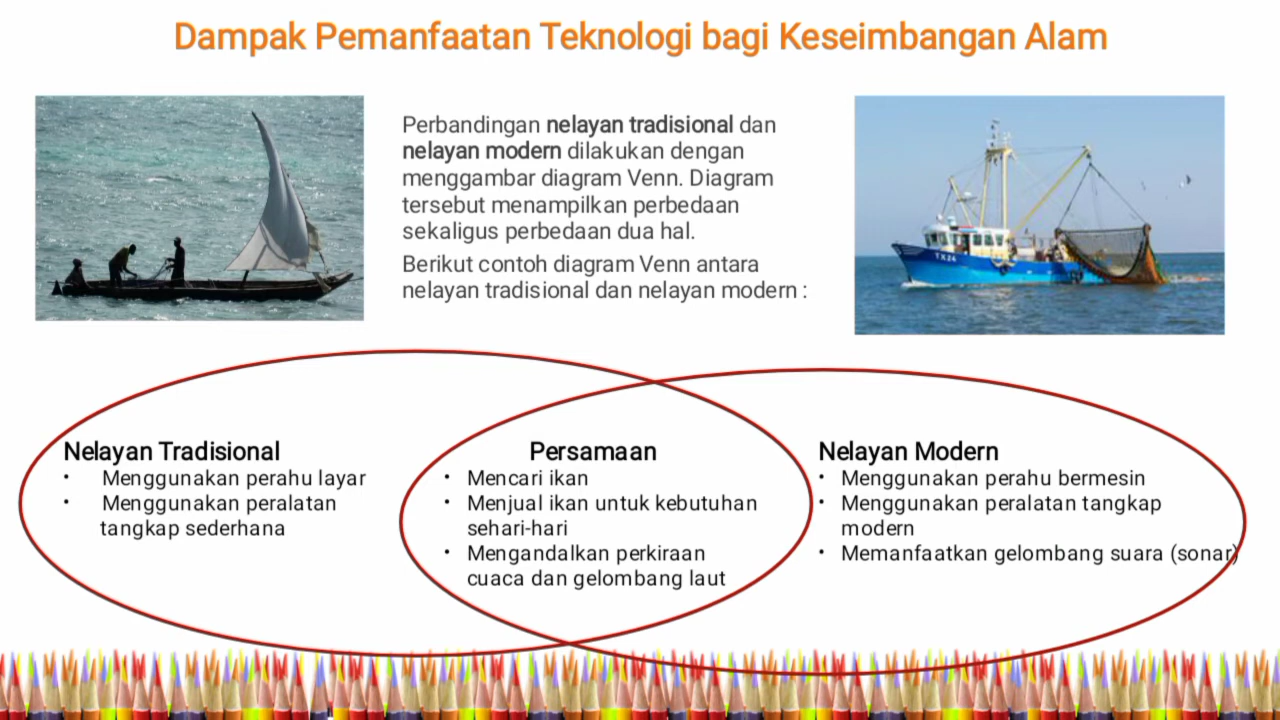 Dampak Pemanfaatan Teknologi bagi Keseimbangan Alam
Perbandingan nelayan tradisional dan
nelayan modern dilakukan dengan
menggambar diagram Venn. Diagram
tersebut menampilkan perbedaan
sekaligus perbedaan dua hal.
Berikut contoh diagram Venn antara
nelayan tradisional dan nelayan modern :
TX24
Nelayan Tradisional
• Menggunakan perahu layar
• Menggunakan peralatan
tangkap sederhana
Persamaan
• Mencari ikan
• Menjual ikan untuk kebutuhan
sehari-hari
• Mengandalkan perkiraan
cuaca dan gelombang laut
Nelayan Modern
• Menggunakan perahu bermesin
• Menggunakan peralatan tangkap
modern
• Memanfaatkan gelombang suara (sonar)